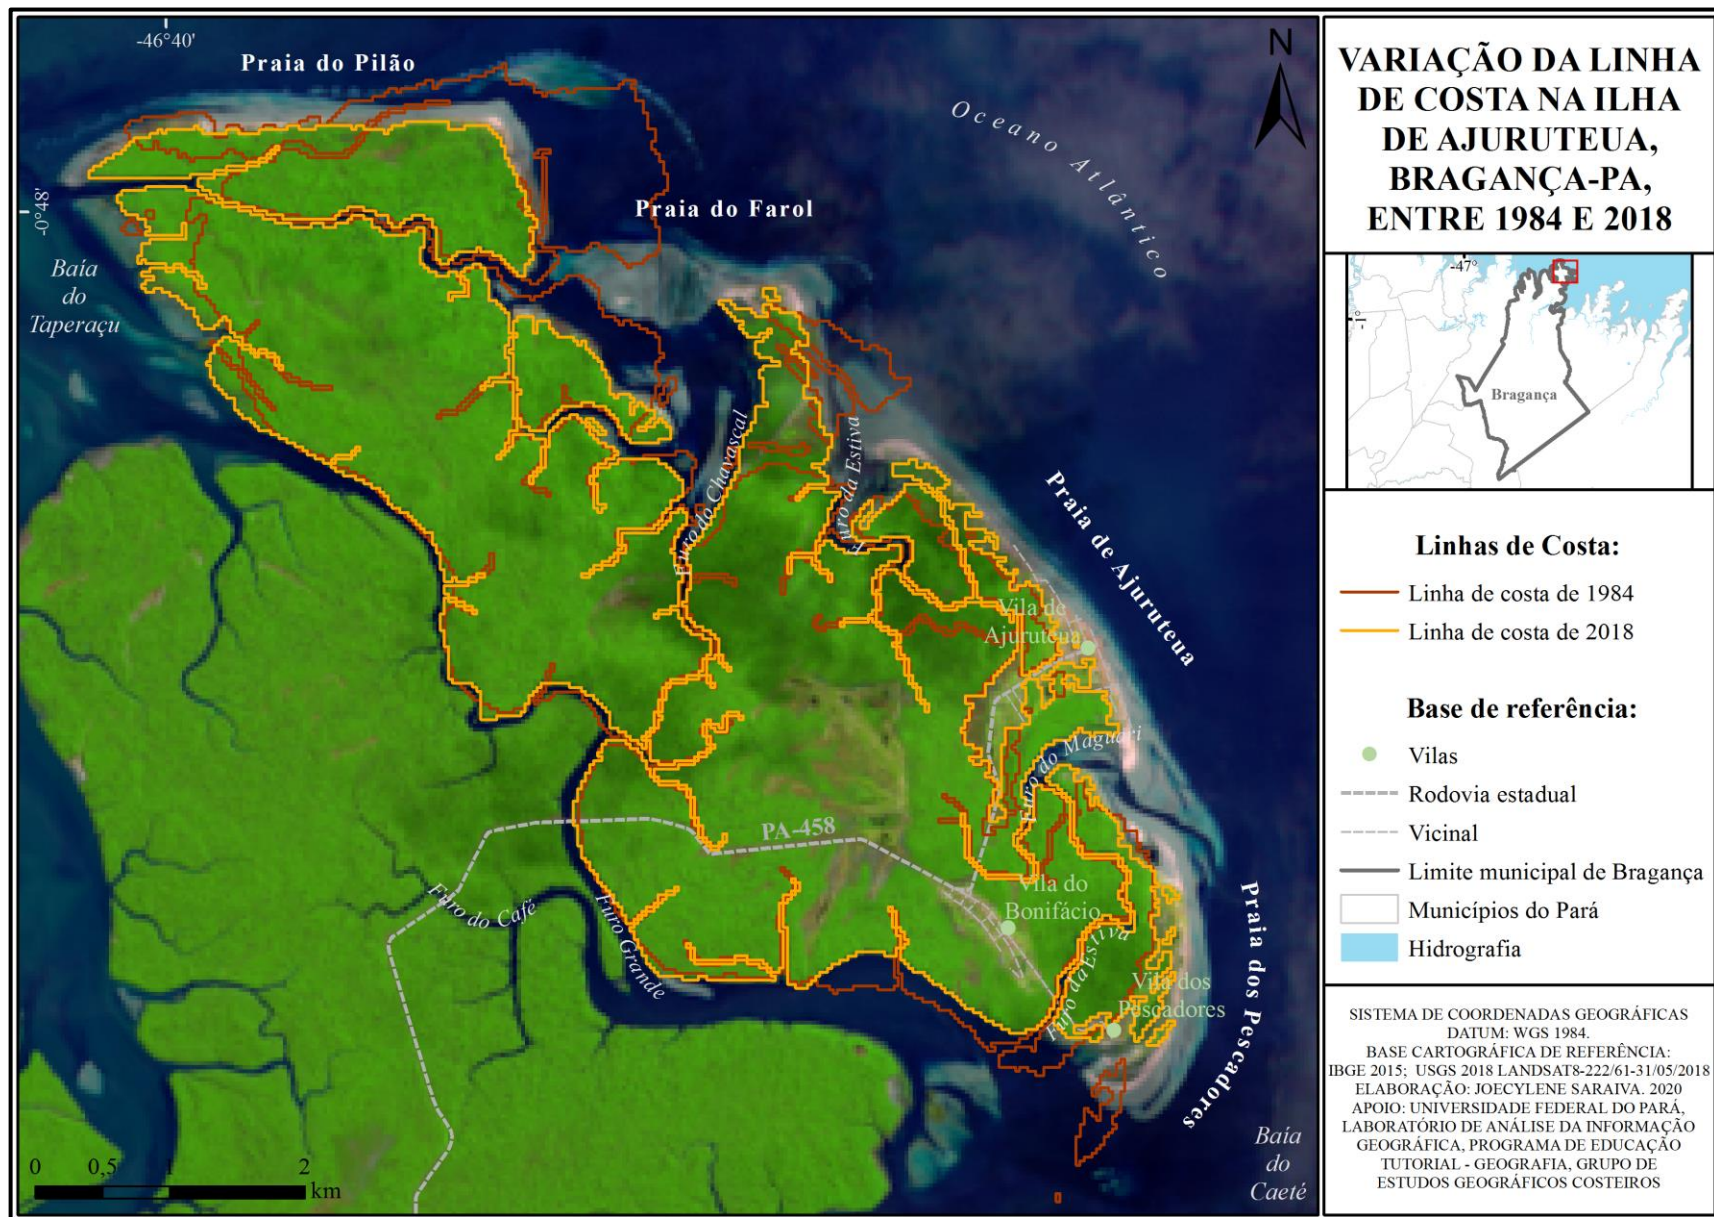 -46°40'
-0°48'
Praia do Pilão
Praia do Farol
Oceano Atlântico
N
Baía
do
Taperaçu
Furo do Chavascal
Furo da Estiva
Praia de Ajuruteua
Vila de
Ajuruteua
Furo do Maguari
PA-458
Furo do Café
Furo Grande
Vila do
Bonifácio
Furo da Estiva
Vila dos
Pescadores
Praia dos Pescadores
Baía
do
Caeté
0 0,5 1 2
km
VARIAÇÃO DA LINHA
DE COSTA NA ILHA
DE AJURUTEUA,
BRAGANÇA-PA,
ENTRE 1984 E 2018
-47°
-1°
Bragança
Linhas de Costa:
Linha de costa de 1984
Linha de costa de 2018
Base de referência:
Vilas
Rodovia estadual
Vicinal
Limite municipal de Bragança
Municípios do Pará
Hidrografia
SISTEMA DE COORDENADAS GEOGRÁFICAS
DATUM: WGS 1984.
BASE CARTOGRÁFICA DE REFERÊNCIA:
IBGE 2015; USGS 2018 LANDSAT8-222/61-31/05/2018
ELABORAÇÃO: JOECYLENE SARAIVA. 2020
APOIO: UNIVERSIDADE FEDERAL DO PARÁ,
LABORATÓRIO DE ANÁLISE DA INFORMAÇÃO
GEOGRÁFICA, PROGRAMA DE EDUCAÇÃO
TUTORIAL - GEOGRAFIA, GRUPO DE
ESTUDOS GEOGRÁFICOS COSTEIROS